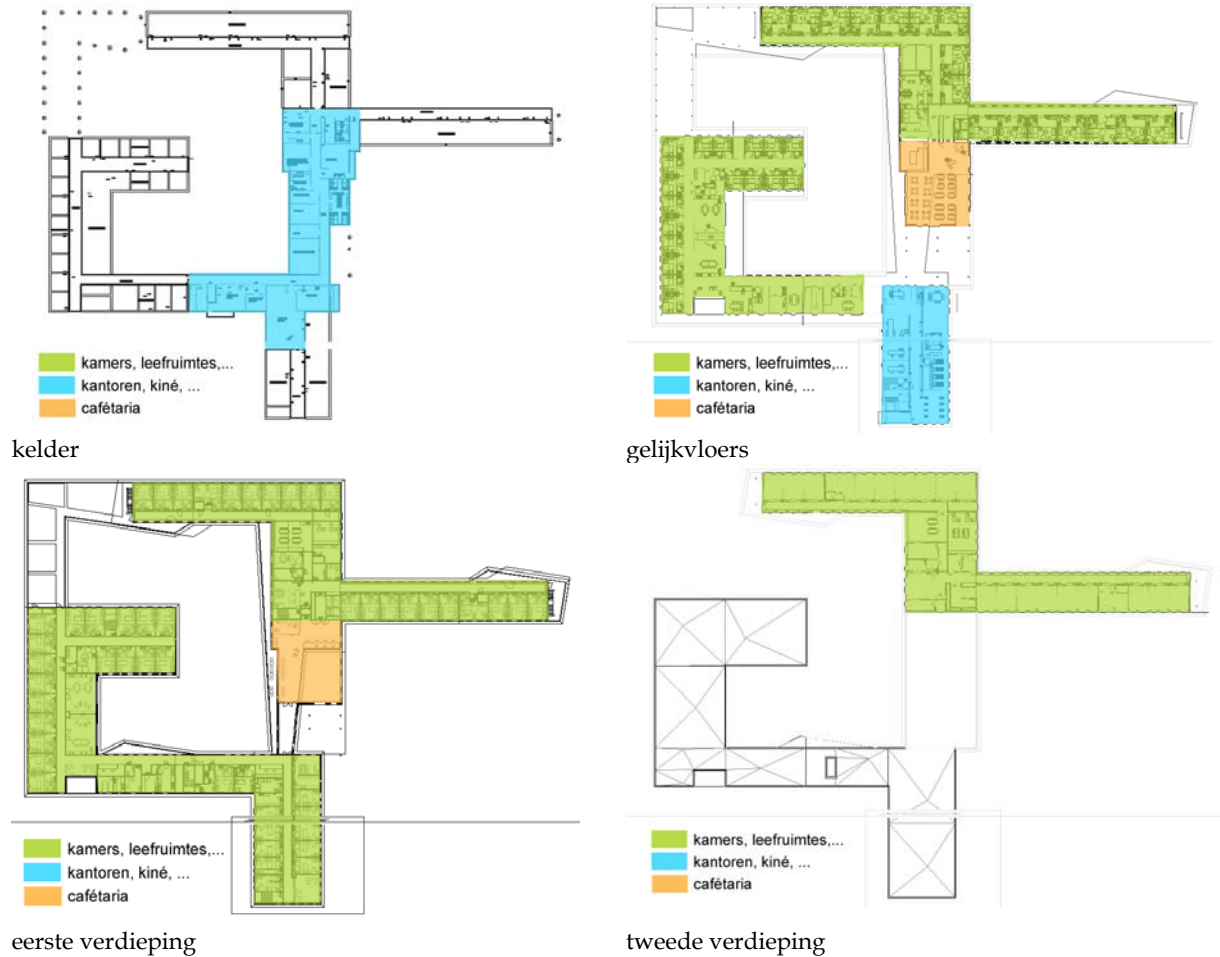 kamers, leefruimtes,...
kantoren, kiné, ...
cafétaria
kelder
kamers, leefruimtes,...
kantoren, kiné, ...
cafétaria
gelijkvloers
kamers, leefruimtes,...
kantoren, kiné, ...
cafétaria
eerste verdieping
kamers, leefruimtes,...
kantoren, kiné, ...
cafétaria
tweede verdieping